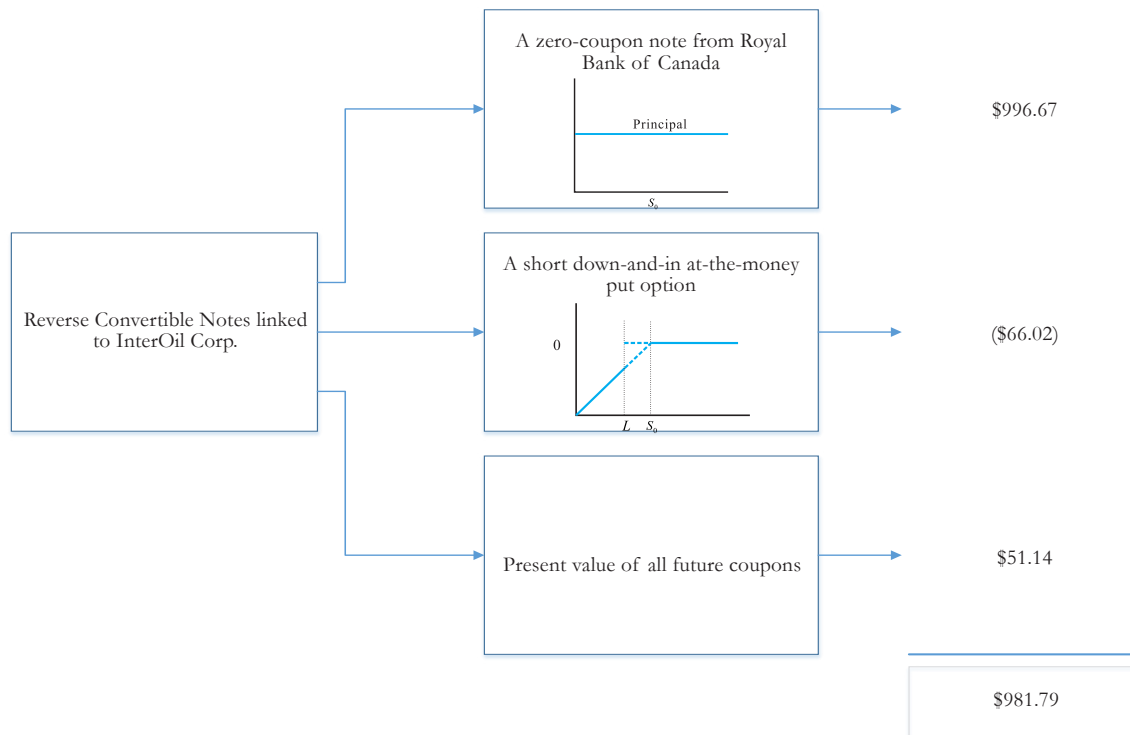 A zero-coupon note from Royal
Bank of Canada
Principal
S₀
$996.67
Reverse Convertible Notes linked
to InterOil Corp.
A short down-and-in at-the-money
put option
0
L S₀
($66.02)
Present value of all future coupons
$51.14
$981.79